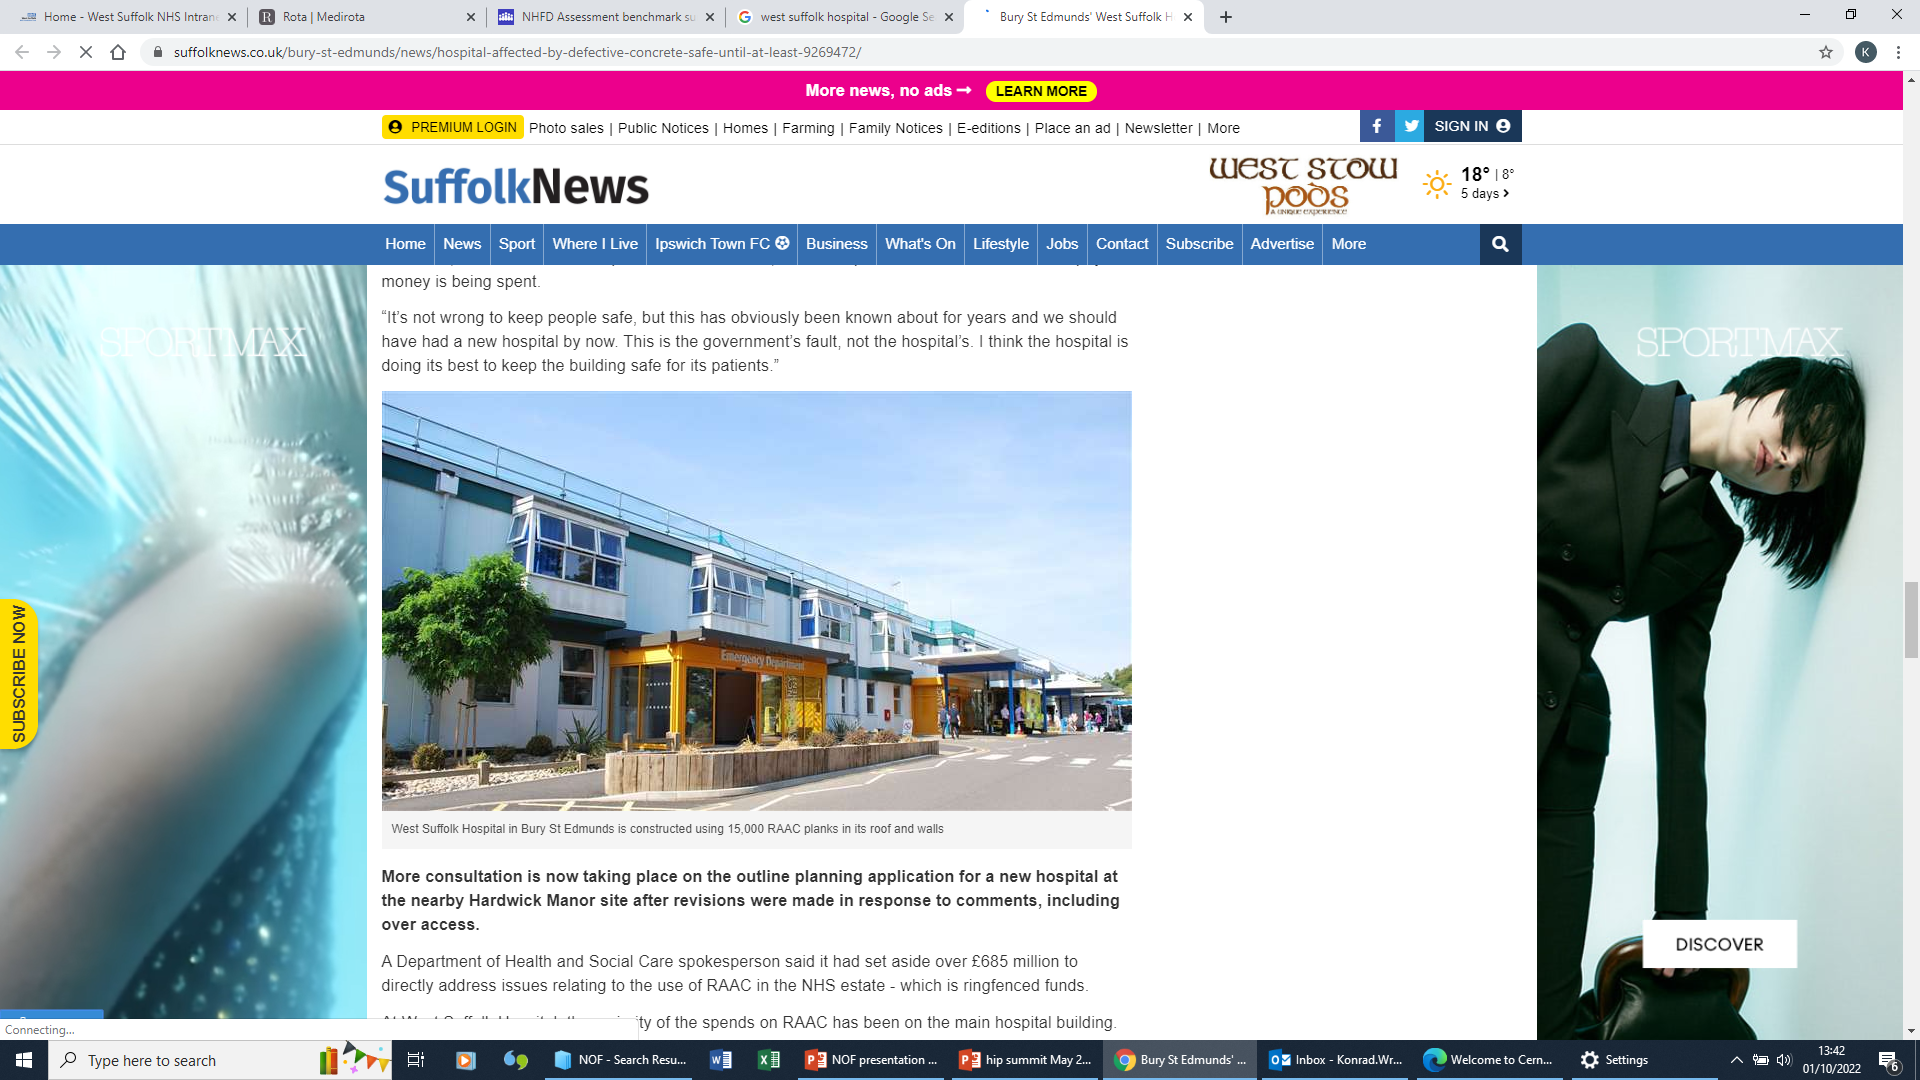 Home - West Suffolk NHS Intran
Rota | Medirota
NHFD Assessment benchmark su
west suffolk hospital - Google Se
Bury St Edmunds' West Suffolk H
suffolknews.co.uk/bury-st-edmunds/news/hospital-affected-by-defective-concrete-safe-until-at-least-9269472/
K
More news, no ads → LEARN MORE
PREMIUM LOGIN Photo sales | Public Notices | Homes | Farming | Family Notices | E-editions | Place an ad | Newsletter | More
SIGN IN
SuffolkNews
WEST STOW
PODS
A UNIQUE EXPERIENCE
18° | 8°
5 days >
Home News Sport Where I Live Ipswich Town FC Business What's On Lifestyle Jobs Contact Subscribe Advertise More
money is being spent.
“It’s not wrong to keep people safe, but this has obviously been known about for years and we should
have had a new hospital by now. This is the government’s fault, not the hospital’s. I think the hospital is
doing its best to keep the building safe for its patients.”
SPORTMAX
SPORTMAX
Emergency Department
SUBSCRIBE NOW
West Suffolk Hospital in Bury St Edmunds is constructed using 15,000 RAAC planks in its roof and walls
More consultation is now taking place on the outline planning application for a new hospital at
the nearby Hardwick Manor site after revisions were made in response to comments, including
over access.
DISCOVER
A Department of Health and Social Care spokesperson said it had set aside over £685 million to
directly address issues relating to the use of RAAC in the NHS estate - which is ringfenced funds.
ity of the spends on RAAC has been on the main hospital building.
Connecting...
Type here to search
NOF - Search Resu...
NOF presentation ...
hip summit May 2...
Bury St Edmunds' ...
Inbox - Konrad.Wr...
Welcome to Cern...
Settings
13:42
01/10/2022
6